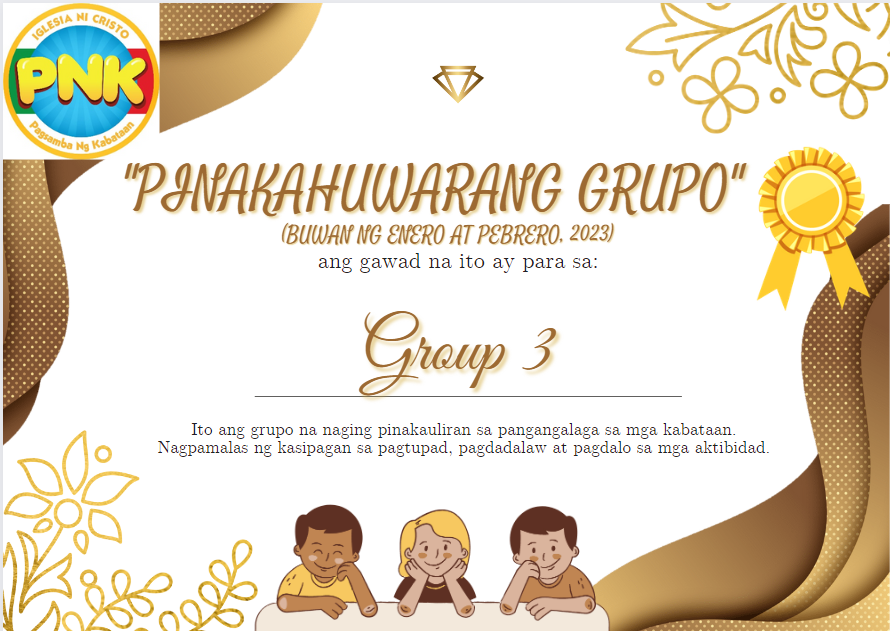 IGLESIA NI CRISTO
PNK
Pagsamba Ng Kabataan
"PINAKAHUWARANG GRUPO"
(BUWAN NG ENERO AT PEBRERO, 2023)
ang gawad na ito ay para sa:
Group 3
Ito ang grupo na naging pinakauliran sa pangangalaga sa mga kabataan.
Nagpamalas ng kasipagan sa pagtupad, pagdadalaw at pagdalo sa mga aktibidad.